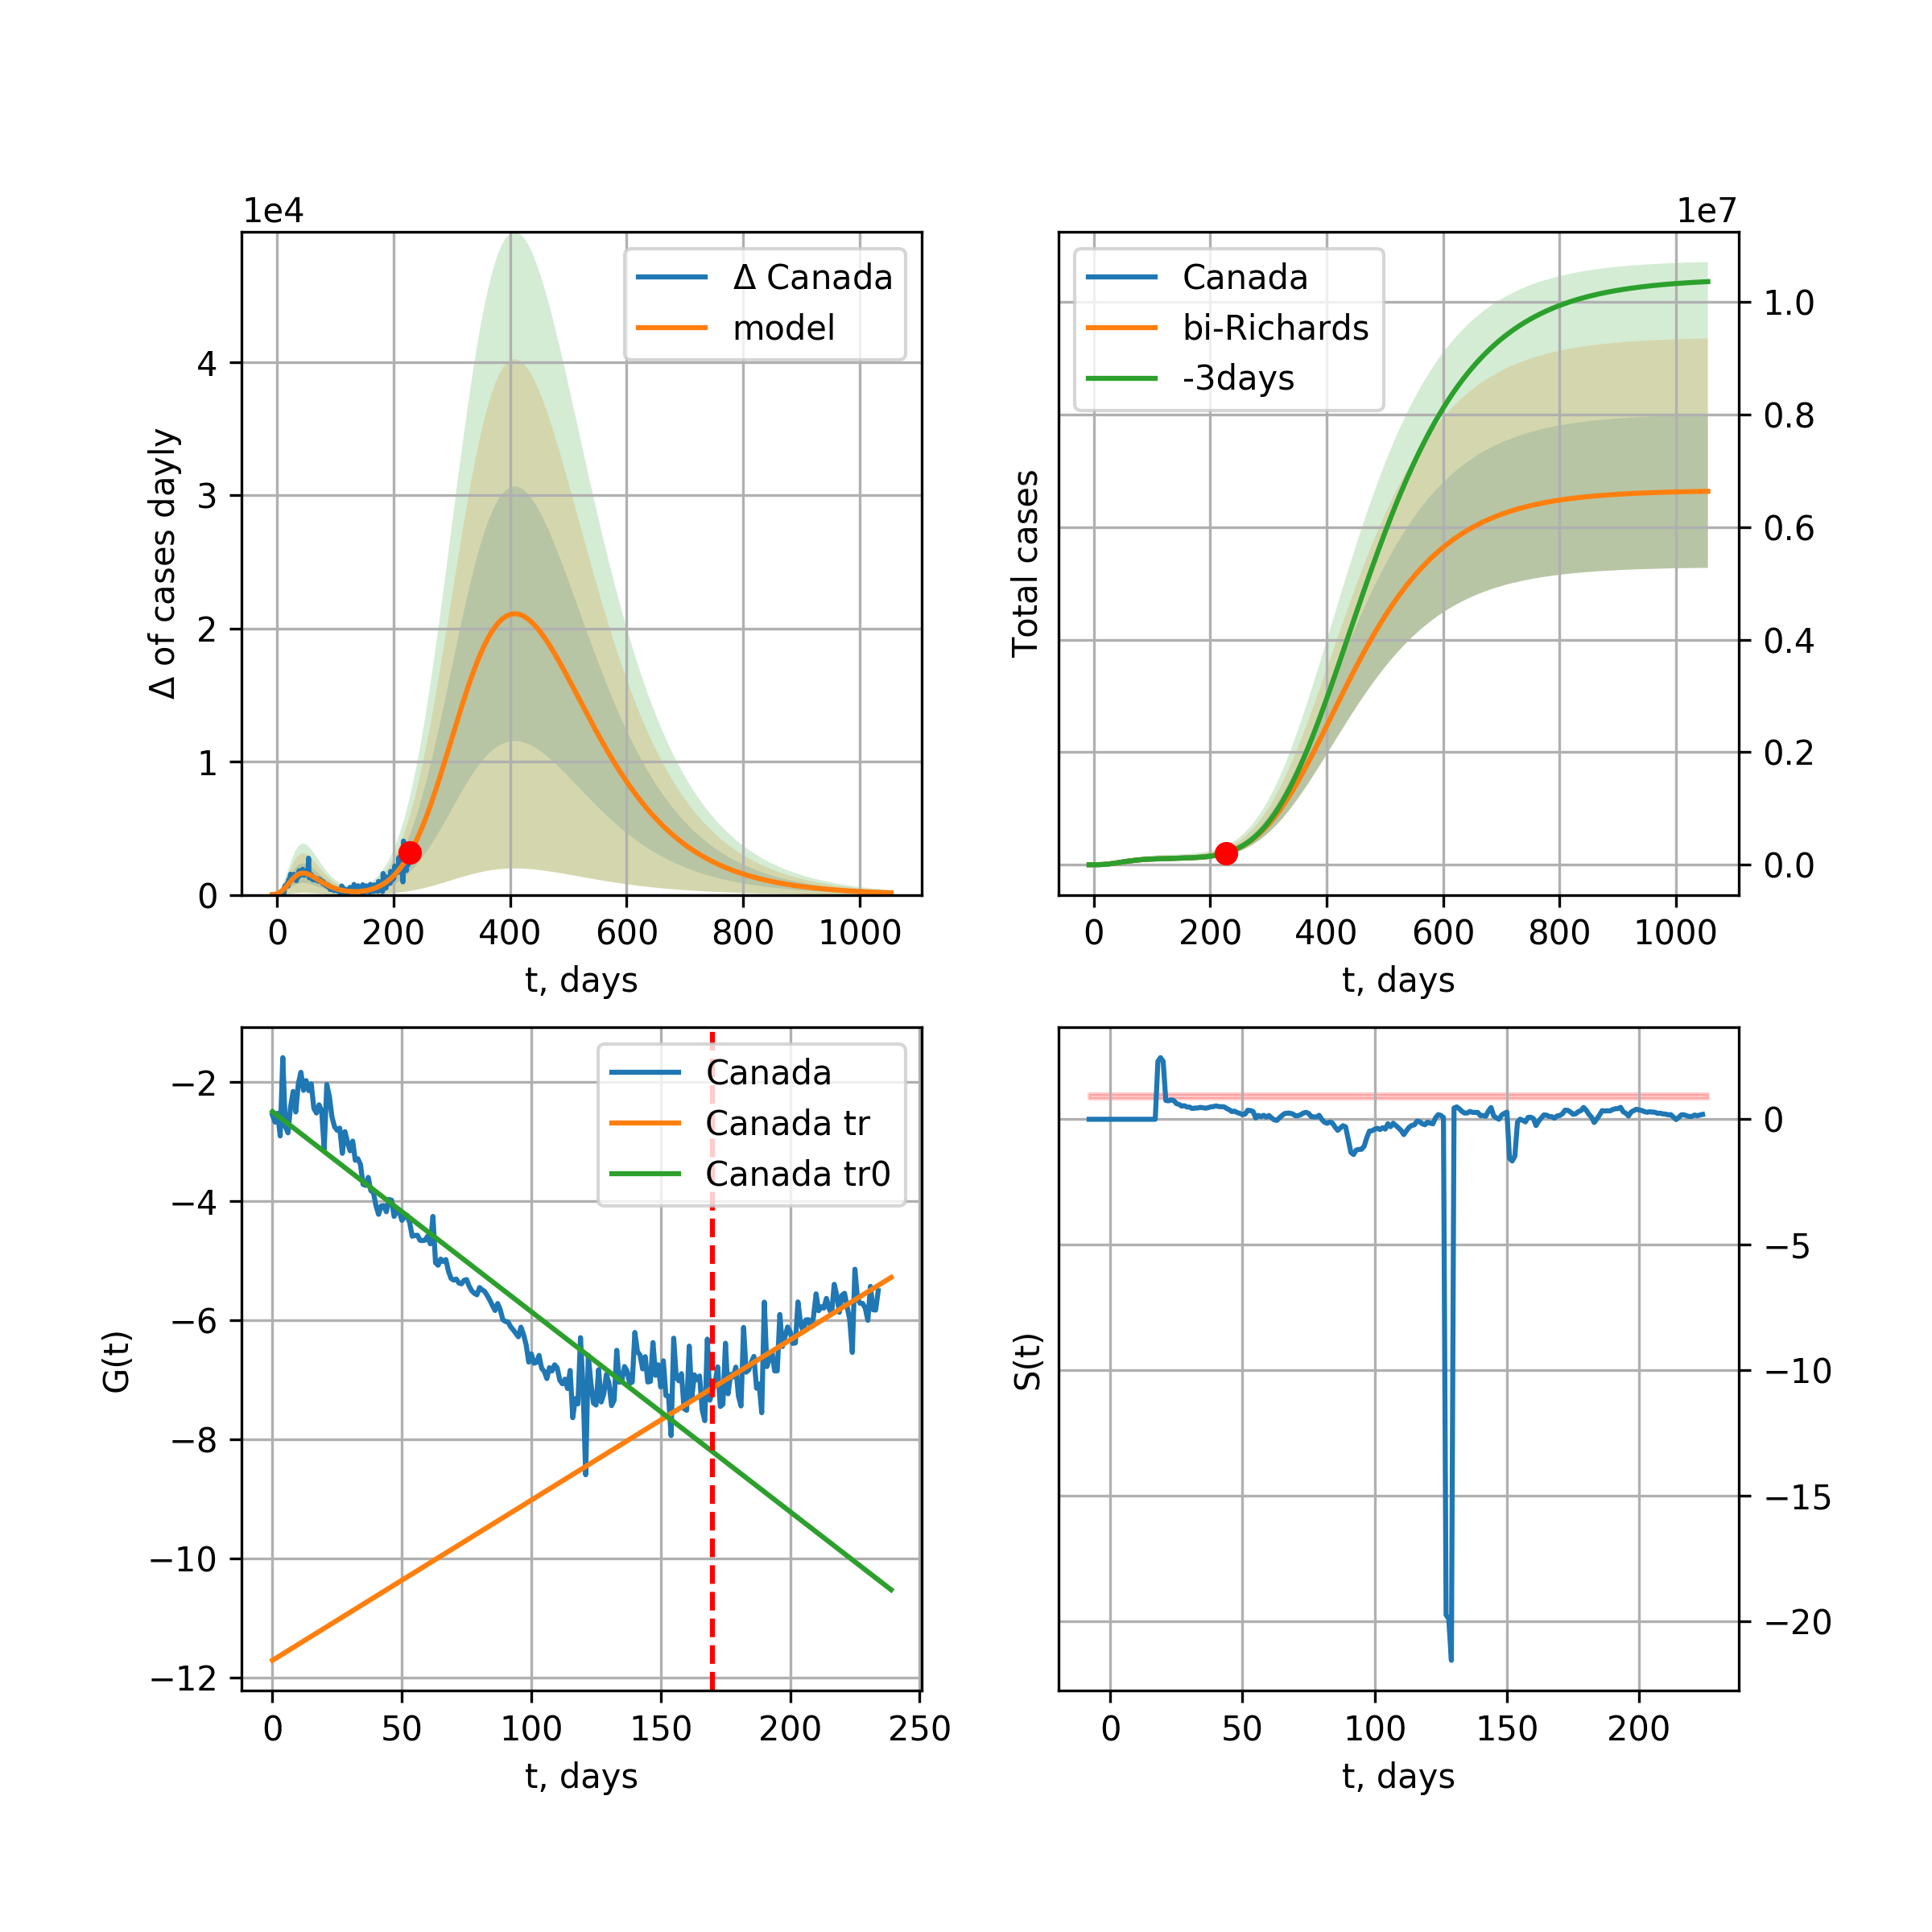 1e4
Δ Canada
model
4
3
2
1
0
Δ of cases dayly
0 200 400 600 800 1000
t, days
1e7
Canada
bi-Richards
-3days
Total cases
1.0
0.8
0.6
0.4
0.2
0.0
0 200 400 600 800 1000
t, days
Canada
Canada tr
Canada tr0
−2
−4
−6
−8
−10
−12
G(t)
0 50 100 150 200 250
t, days
S(t)
0
−5
−10
−15
−20
0 50 100 150 200
t, days